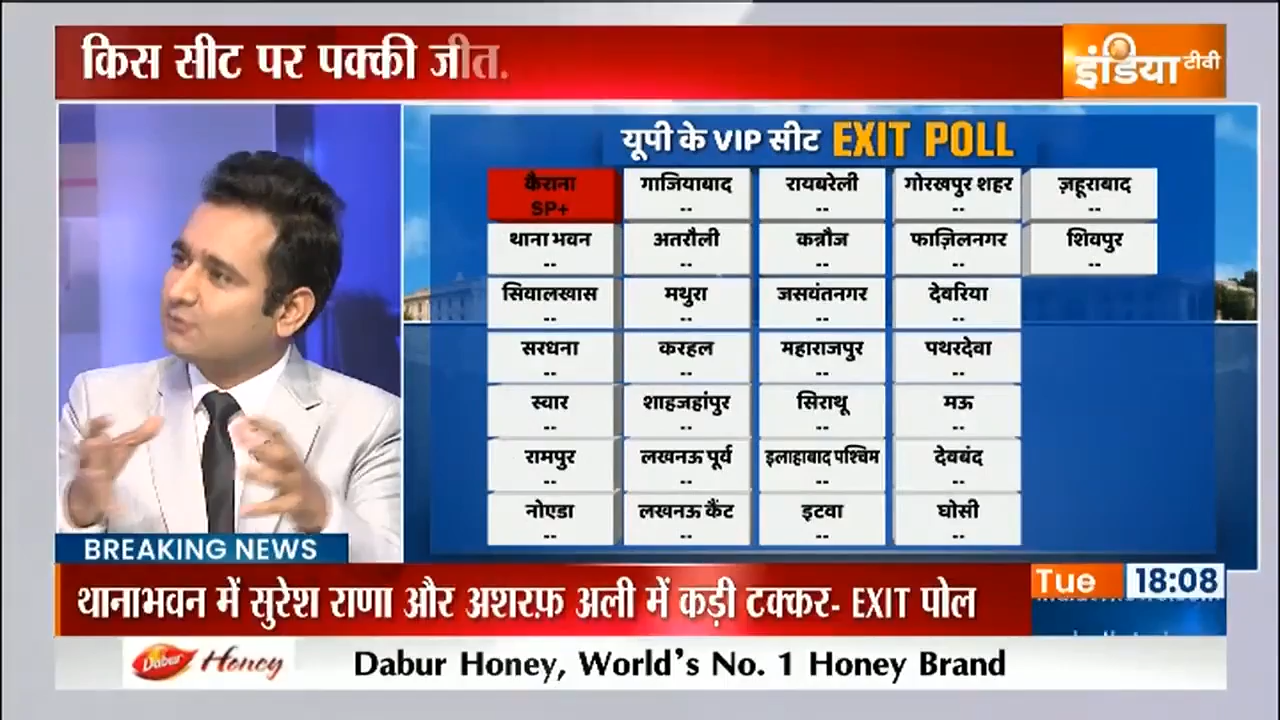 किस सीट पर पक्की जीत.
इंडिया टीवी
यूपी के VIP सीट EXIT POLL
कैराना गाजियाबाद रायबरेली गोरखपुर शहर ज़हूराबाद
SP+ -- -- -- --
थाना भवन अतरौली कन्नौज फाज़िलनगर शिवपुर
-- -- -- -- --
सिवालखास मथुरा जसवंतनगर देवरिया
-- -- -- --
सरधना करहल महाराजपुर पथरदेवा
-- -- -- --
स्वार शाहजहांपुर सिराथू मऊ
-- -- -- --
रामपुर लखनऊ पूर्व इलाहाबाद पश्चिम देवबंद
-- -- -- --
नोएडा लखनऊ कैंट इटवा घोसी
-- -- -- --
BREAKING NEWS
थानाभवन में सुरेश राणा और अशरफ़ अली में कड़ी टक्कर- EXIT पोल
Tue 18:08
Dabur Honey Dabur Honey, World's No. 1 Honey Brand